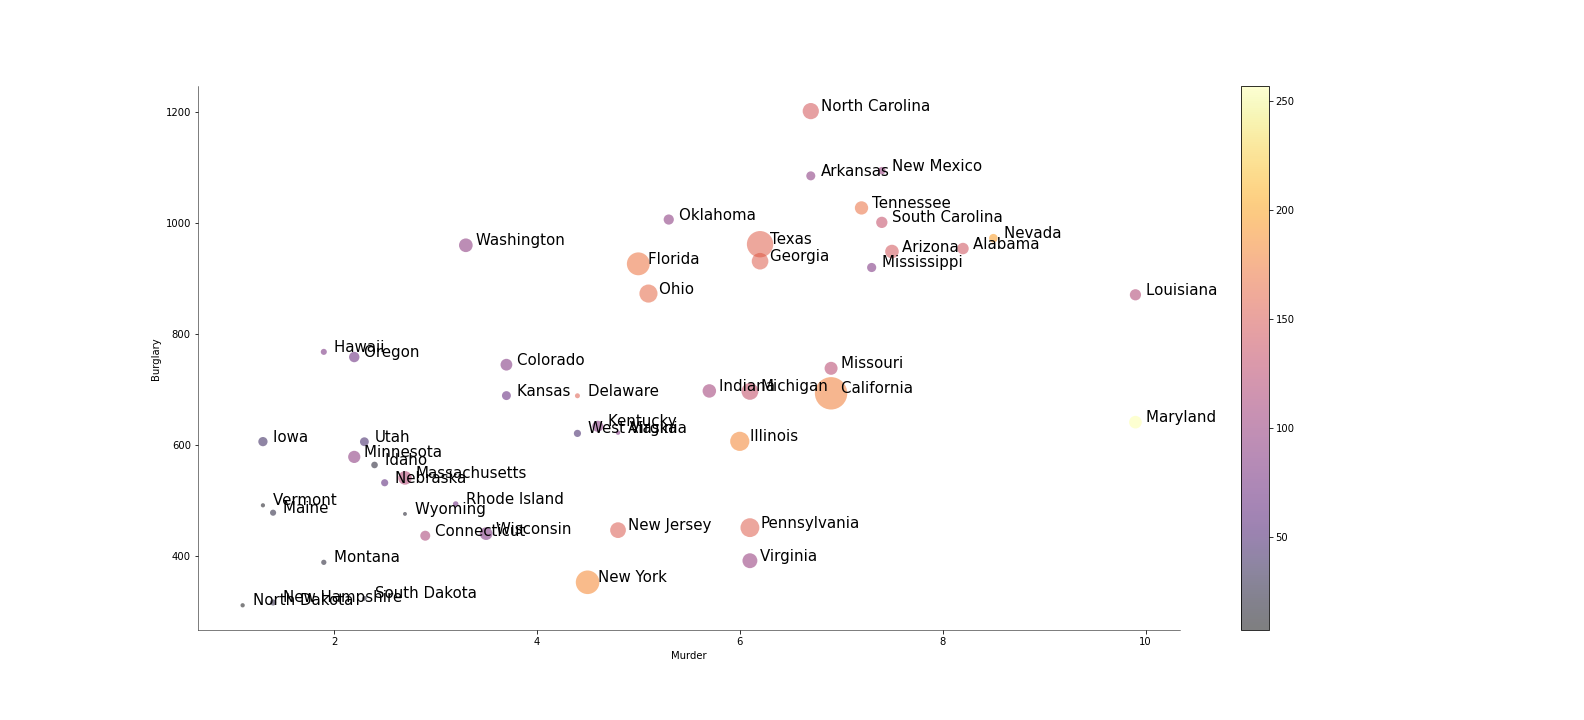 1200
North Carolina
250
Arkansas
New Mexico
Tennessee
200
Oklahoma
South Carolina
1000
Nevada
Washington
Texas
Arizona
Alabama
Florida
Georgia
Mississippi
Ohio
Louisiana
150
800
Hawaii
Oregon
Burglary
Colorado
Missouri
Indiana
Michigan
California
Kansas
Delaware
Maryland
Kentucky
100
West Virginia
Alaska
Iowa
Utah
Illinois
600
Minnesota
Idaho
Massachusetts
Nebraska
Vermont
Rhode Island
Maine
Wyoming
Connecticut
Wisconsin
New Jersey
Pennsylvania
50
400
Montana
Virginia
New York
North Dakota
New Hampshire
South Dakota
2
4
6
8
10
Murder